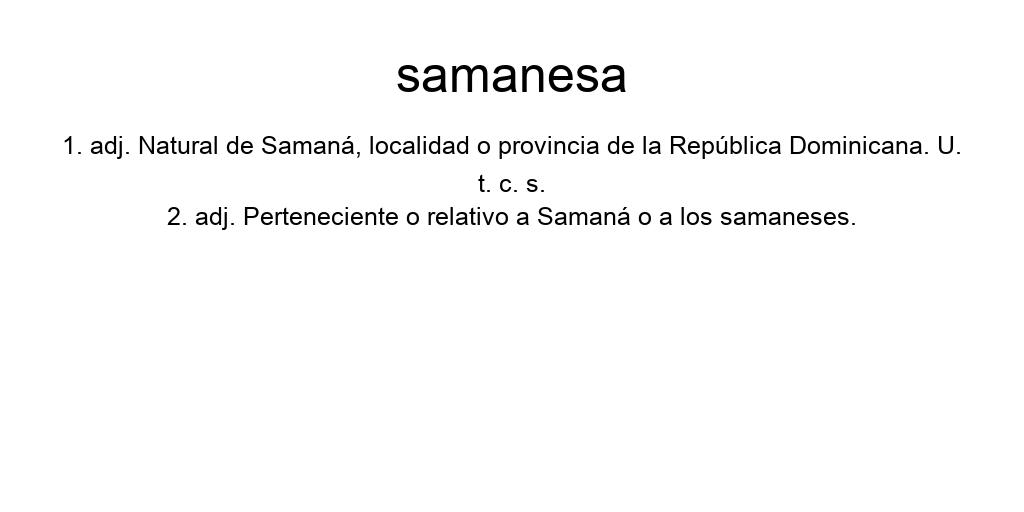 samanesa
1. adj. Natural de Samaná, localidad o provincia de la República Dominicana. U.
t. c. s.
2. adj. Perteneciente o relativo a Samaná o a los samaneses.